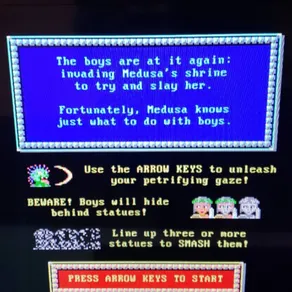 The boys are at it again:
invading Medusa's shrine
to try and slay her.
Fortunately, Medusa knows
just what to do with boys.
Use the ARROW KEYS to unleash
your petrifying gaze!
BEWARE! Boys will hide
behind statues!
Line up three or more
statues to SMASH them!
PRESS ARROW KEYS TO START